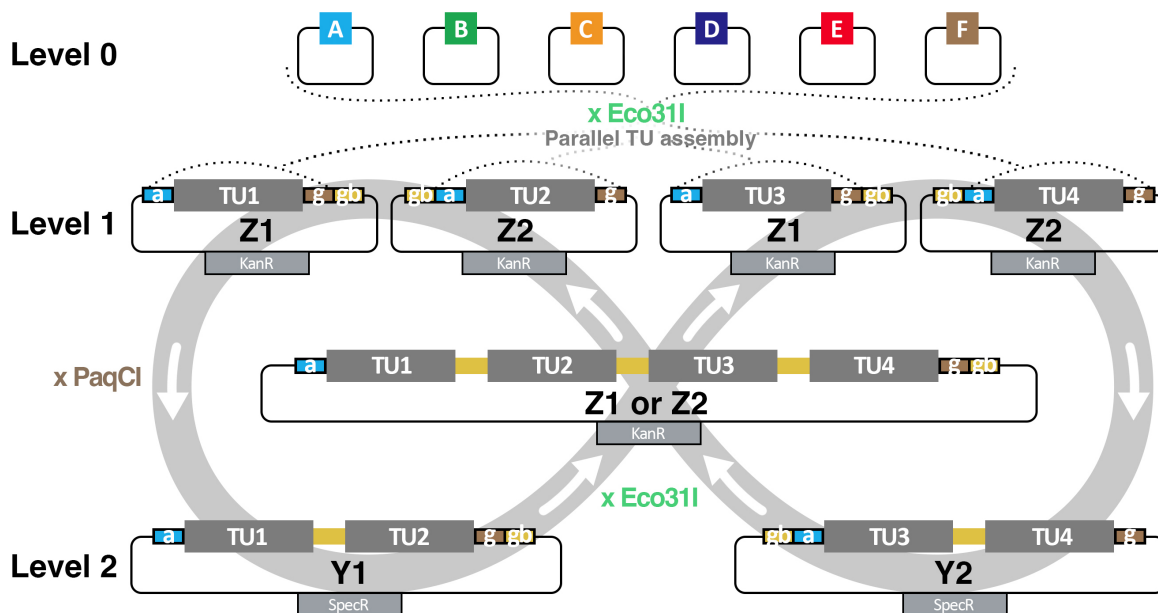 A B C D E F
Level 0
x Eco31I
Parallel TU assembly
a TU1 g gb gb a TU2 g a TU3 g gb gb a TU4 g
Level 1 Z1 Z2 Z1 Z2
KanR KanR KanR KanR
a TU1 TU2 TU3 TU4 g gb
x PaqCI
Z1 or Z2
KanR
x Eco31I
a TU1 TU2 g gb gb a TU3 TU4 g
Level 2 Y1 Y2
SpecR SpecR